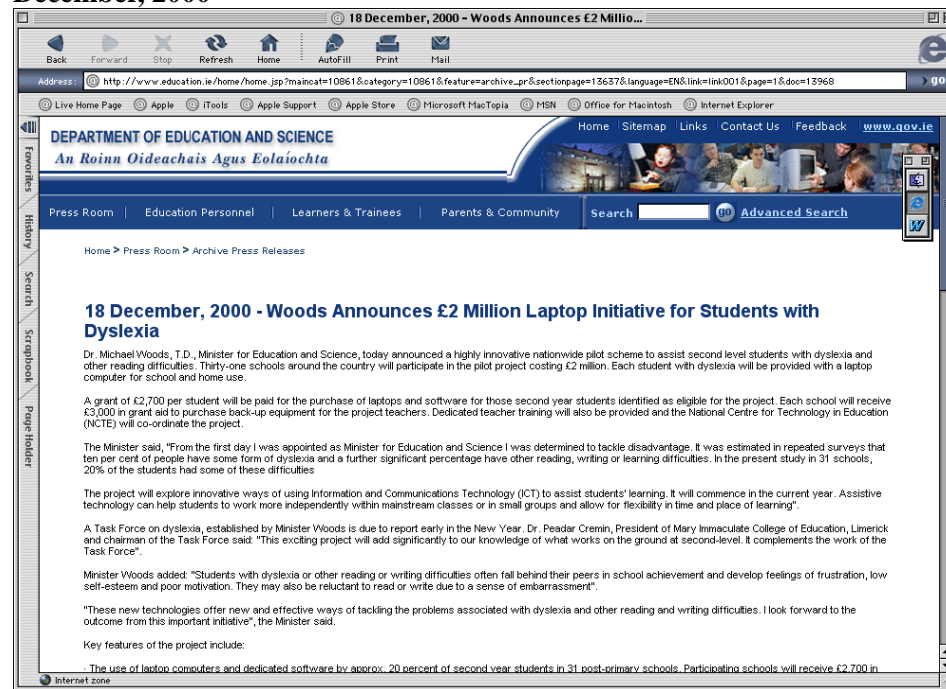 December, 2000
18 December, 2000 - Woods Announces £2 Millio...
Back Forward Stop Refresh Home AutoFill Print Mail
Address: http://www.education.ie/home/home.jsp?maincat=10861&category=10861&feature=archive_pr&sectionpage=13637&language=EN&link=link001&page=1&doc=13968 go
Live Home Page Apple iTools Apple Support Apple Store Microsoft MacTopia MSN Office for Macintosh Internet Explorer
Favorites
History
Search
Scrapbook
Page Holder
Home Sitemap Links Contact Us Feedback www.gov.ie
DEPARTMENT OF EDUCATION AND SCIENCE
An Roinn Oideachais Agus Eolaíochta
Press Room | Education Personnel | Learners & Trainees | Parents & Community Search go Advanced Search
Home > Press Room > Archive Press Releases
18 December, 2000 - Woods Announces £2 Million Laptop Initiative for Students with
Dyslexia
Dr. Michael Woods, T.D., Minister for Education and Science, today announced a highly innovative nationwide pilot scheme to assist second level students with dyslexia and
other reading difficulties. Thirty-one schools around the country will participate in the pilot project costing £2 million. Each student with dyslexia will be provided with a laptop
computer for school and home use.
A grant of £2,700 per student will be paid for the purchase of laptops and software for those second year students identified as eligible for the project. Each school will receive
£3,000 in grant aid to purchase back-up equipment for the project teachers. Dedicated teacher training will also be provided and the National Centre for Technology in Education
(NCTE) will co-ordinate the project.
The Minister said, "From the first day I was appointed as Minister for Education and Science I was determined to tackle disadvantage. It was estimated in repeated surveys that
ten per cent of people have some form of dyslexia and a further significant percentage have other reading, writing or learning difficulties. In the present study in 31 schools,
20% of the students had some of these difficulties
The project will explore innovative ways of using Information and Communications Technology (ICT) to assist students' learning. It will commence in the current year. Assistive
technology can help students to work more independently within mainstream classes or in small groups and allow for flexibility in time and place of learning".
A Task Force on dyslexia, established by Minister Woods is due to report early in the New Year. Dr. Peadar Cremin, President of Mary Immaculate College of Education, Limerick
and chairman of the Task Force said: "This exciting project will add significantly to our knowledge of what works on the ground at second-level. It complements the work of the
Task Force".
Minister Woods added: "Students with dyslexia or other reading or writing difficulties often fall behind their peers in school achievement and develop feelings of frustration, low
self-esteem and poor motivation. They may also be reluctant to read or write due to a sense of embarrassment".
"These new technologies offer new and effective ways of tackling the problems associated with dyslexia and other reading and writing difficulties. I look forward to the
outcome from this important initiative", the Minister said.
Key features of the project include:
· The use of laptop computers and dedicated software by approx. 20 percent of second year students in 31 post-primary schools. Participating schools will receive £2,700 in
Internet zone